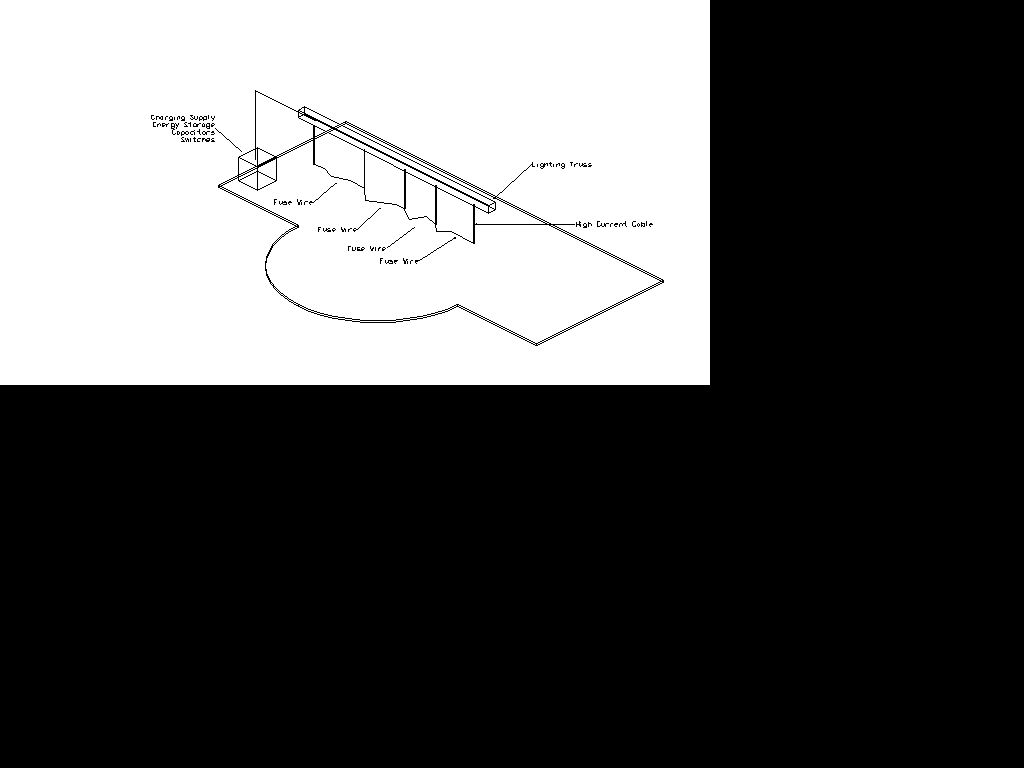 Charging Supply
Energy Storage
Capacitors
Switches
Lighting Truss
Fuse Wire
High Current Cable
Fuse Wire
Fuse Wire
Fuse Wire